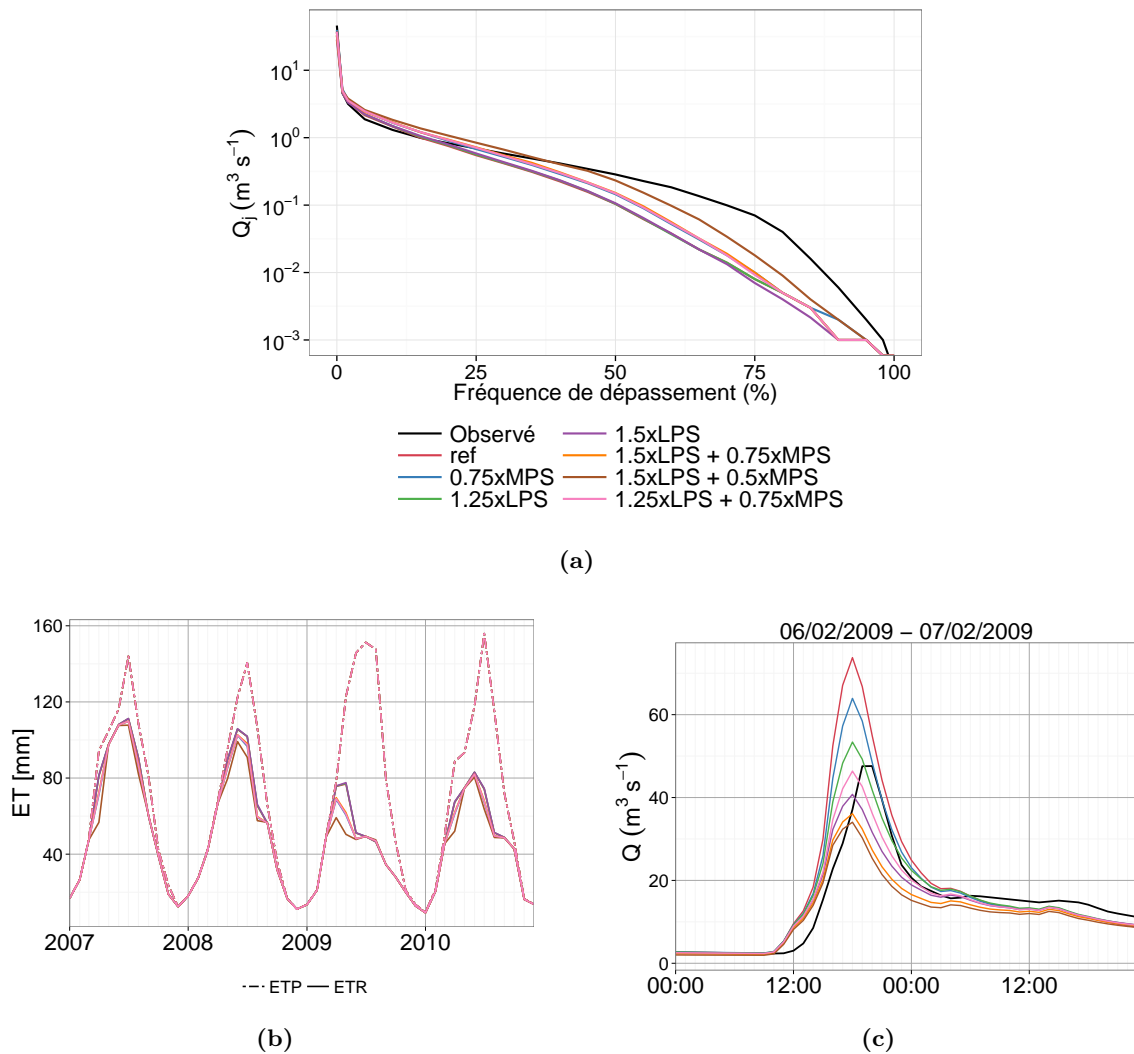 10¹
10⁰
10⁻¹
10⁻²
10⁻³
Qj (m³ s⁻¹)
0 25 50 75 100
Fréquence de dépassement (%)
Observé
ref
0.75xMPS
1.25xLPS
1.5xLPS
1.5xLPS + 0.75xMPS
1.5xLPS + 0.5xMPS
1.25xLPS + 0.75xMPS
(a)
160
120
80
40
ET [mm]
2007 2008 2009 2010
ETP ETR
(b)
06/02/2009 − 07/02/2009
60
40
20
0
Q (m³ s⁻¹)
00:00 12:00 00:00 12:00
(c)